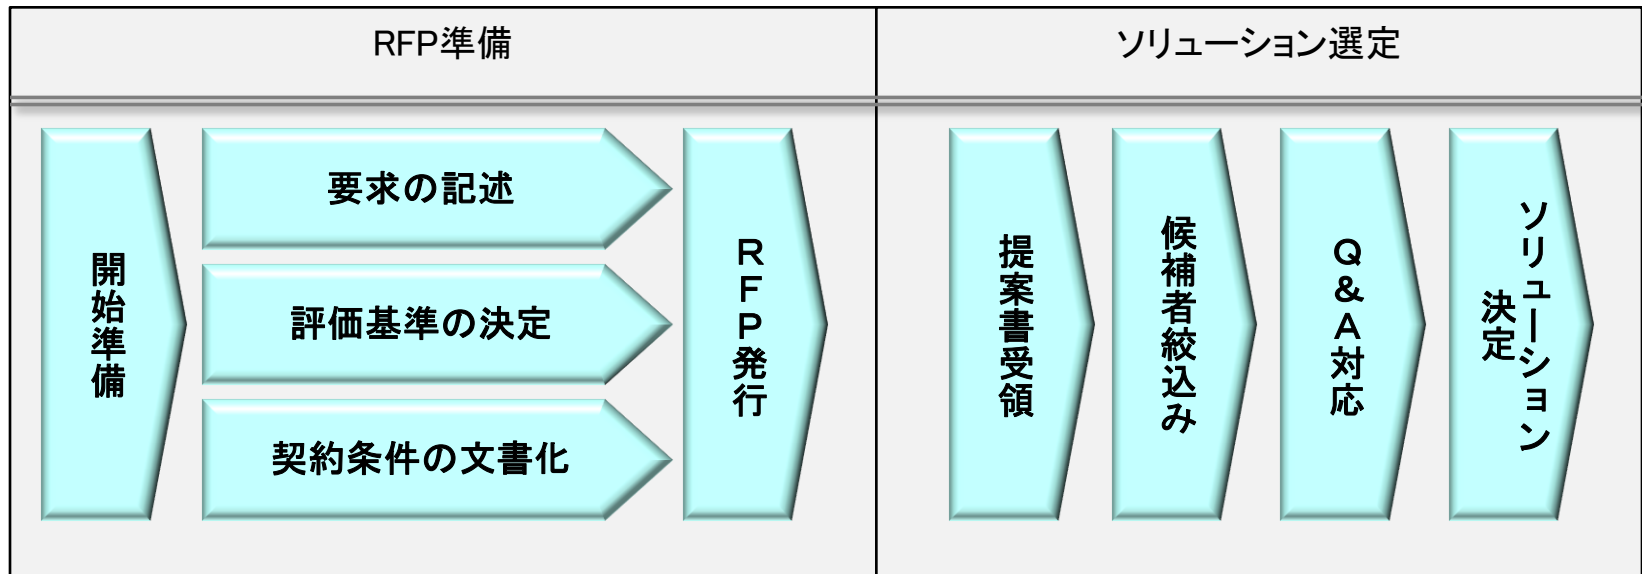 RFP準備
ソリューション選定
開始準備
要求の記述
評価基準の決定
契約条件の文書化
RFP発行
提案書受領
候補者絞込み
Q&A対応
ソリューション
決定